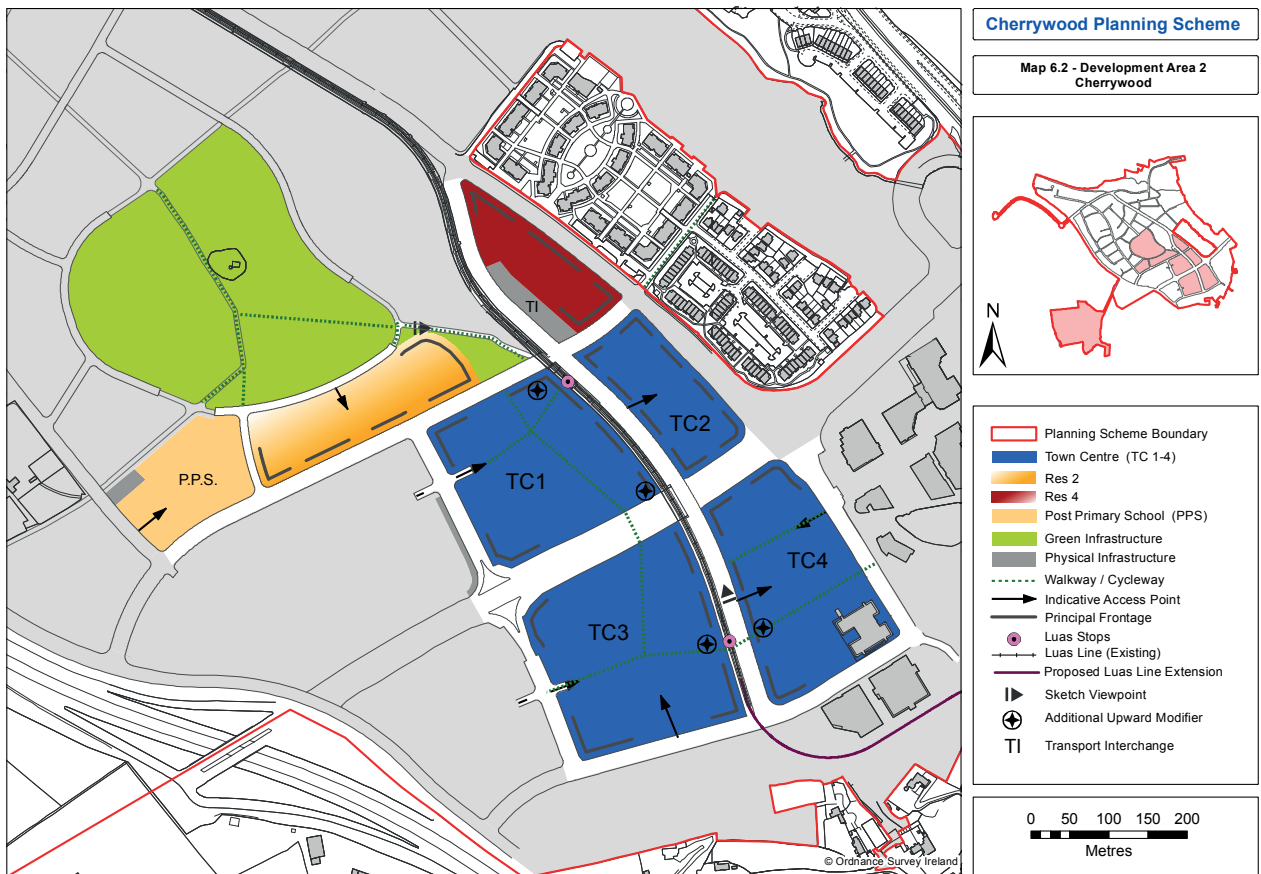 Cherrywood Planning Scheme
Map 6.2 - Development Area 2
Cherrywood
N
TI
TC2
P.P.S.
TC1
TC4
TC3
Planning Scheme Boundary
Town Centre (TC 1-4)
Res 2
Res 4
Post Primary School (PPS)
Green Infrastructure
Physical Infrastructure
Walkway / Cycleway
Indicative Access Point
Principal Frontage
Luas Stops
Luas Line (Existing)
Proposed Luas Line Extension
Sketch Viewpoint
Additional Upward Modifier
TI Transport Interchange
0 50 100 150 200
Metres
© Ordnance Survey Ireland